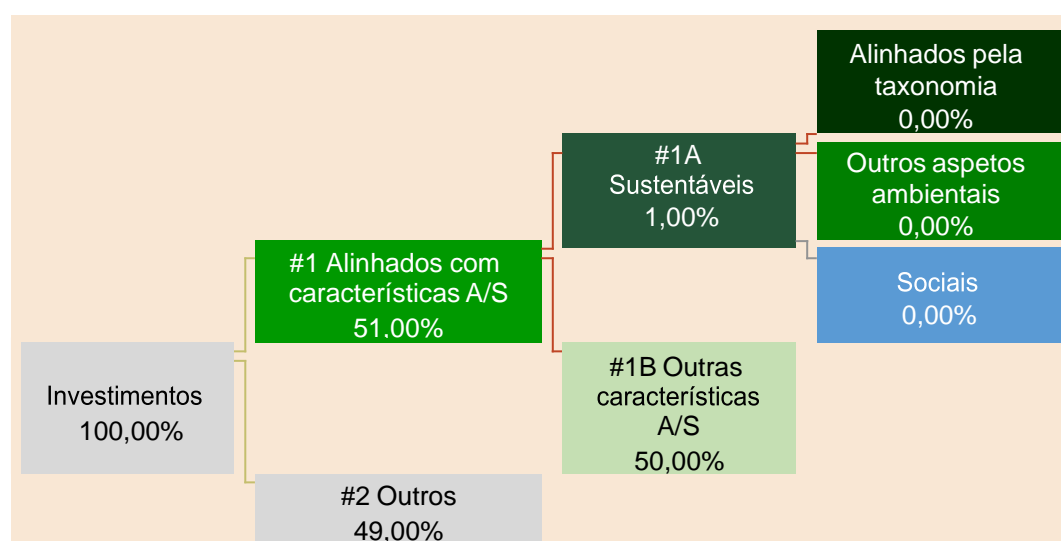 Alinhados pela
taxonomia
0,00%
#1A
Sustentáveis
1,00%
Outros aspetos
ambientais
0,00%
#1 Alinhados com
características A/S
51,00%
Sociais
0,00%
Investimentos
100,00%
#1B Outras
características
A/S
50,00%
#2 Outros
49,00%